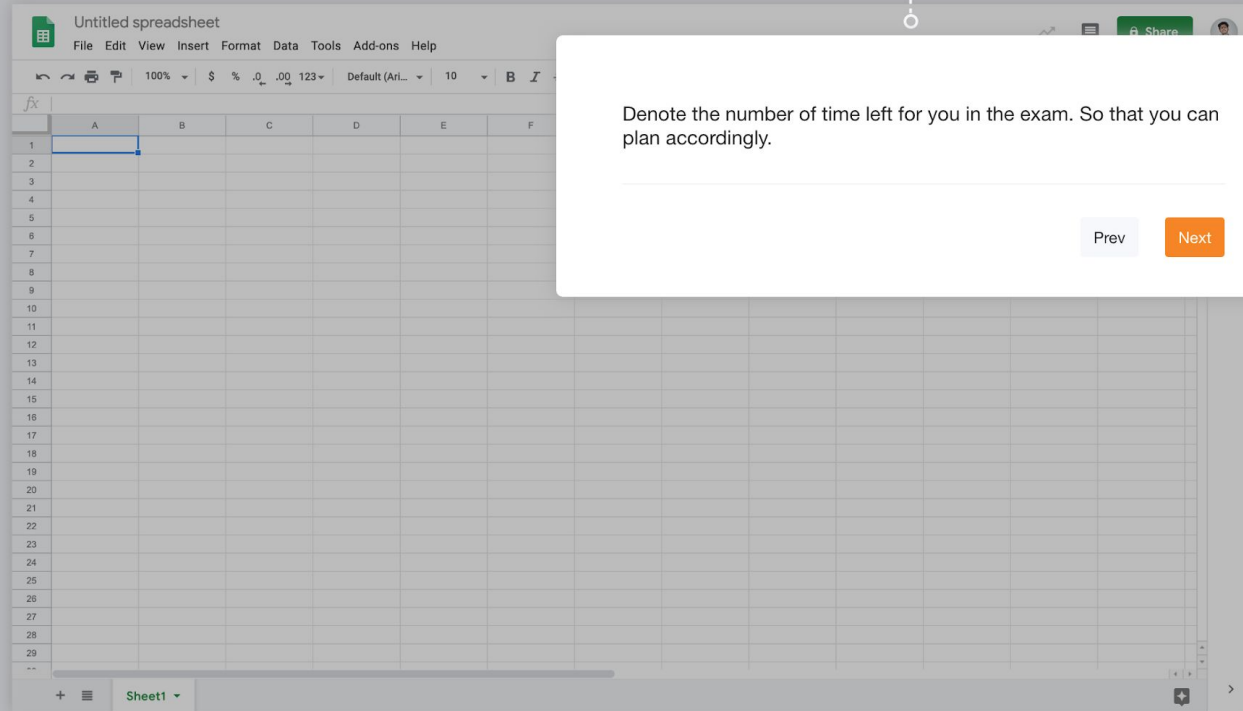 Untitled spreadsheet
Share
File Edit View Insert Format Data Tools Add-ons Help
100% $ % .0 .00 123 Default (Ari... 10 B I
fx
A B C D E F
Denote the number of time left for you in the exam. So that you can
plan accordingly.
Prev Next
1
2
3
4
5
6
7
8
9
10
11
12
13
14
15
16
17
18
19
20
21
22
23
24
25
26
27
28
29
+ Sheet1